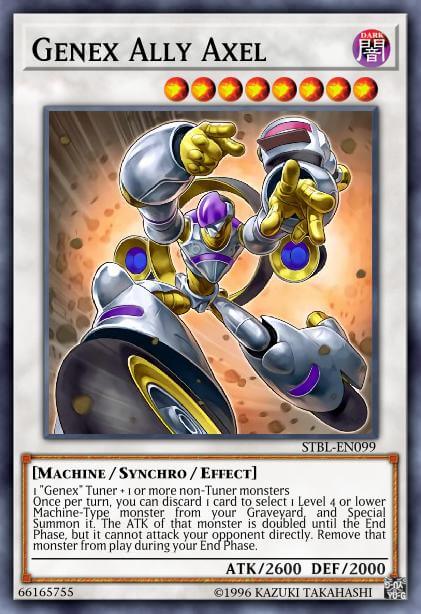 GENEX ALLY AXEL
DARK
闇
STBL-EN099
[MACHINE / SYNCHRO / EFFECT]
1 "Genex" Tuner + 1 or more non-Tuner monsters
Once per turn, you can discard 1 card to select 1 Level 4 or lower
Machine-Type monster from your Graveyard, and Special
Summon it. The ATK of that monster is doubled until the End
Phase, but it cannot attack your opponent directly. Remove that
monster from play during your End Phase.
ATK/2600 DEF/2000
66165755
©1996 KAZUKI TAKAHASHI